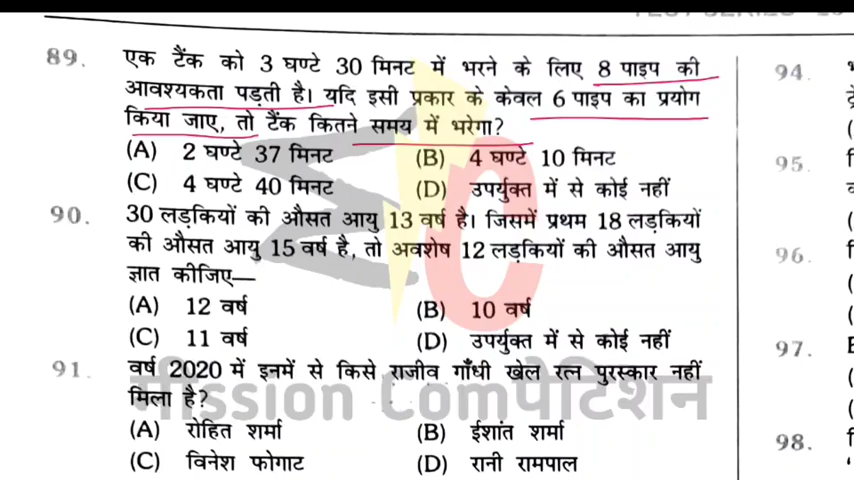 89. एक टैंक को 3 घण्टे 30 मिनट में भरने के लिए 8 पाइप की
आवश्यकता पड़ती है। यदि इसी प्रकार के केवल 6 पाइप का प्रयोग
किया जाए, तो टैंक कितने समय में भरेगा?
(A) 2 घण्टे 37 मिनट (B) 4 घण्टे 10 मिनट
(C) 4 घण्टे 40 मिनट (D) उपर्युक्त में से कोई नहीं
90. 30 लड़कियों की औसत आयु 13 वर्ष है। जिसमें प्रथम 18 लड़कियों
की औसत आयु 15 वर्ष है, तो अवशेष 12 लड़कियों की औसत आयु
ज्ञात कीजिए—
(A) 12 वर्ष (B) 10 वर्ष
(C) 11 वर्ष (D) उपर्युक्त में से कोई नहीं
91. वर्ष 2020 में इनमें से किसे राजीव गाँधी खेल रत्न पुरस्कार नहीं
मिला है?
मीssion Comपेटिशन
(A) रोहित शर्मा (B) ईशांत शर्मा
(C) विनेश फोगाट (D) रानी रामपाल
94.
95.
96.
97.
98.